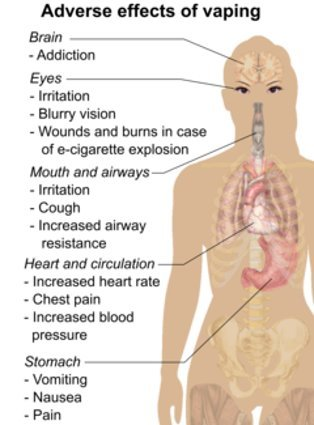 Adverse effects of vaping
Brain
- Addiction
Eyes
- Irritation
- Blurry vision
- Wounds and burns in case
of e-cigarette explosion
Mouth and airways
- Irritation
- Cough
- Increased airway
resistance
Heart and circulation
- Increased heart rate
- Chest pain
- Increased blood
pressure
Stomach
- Vomiting
- Nausea
- Pain